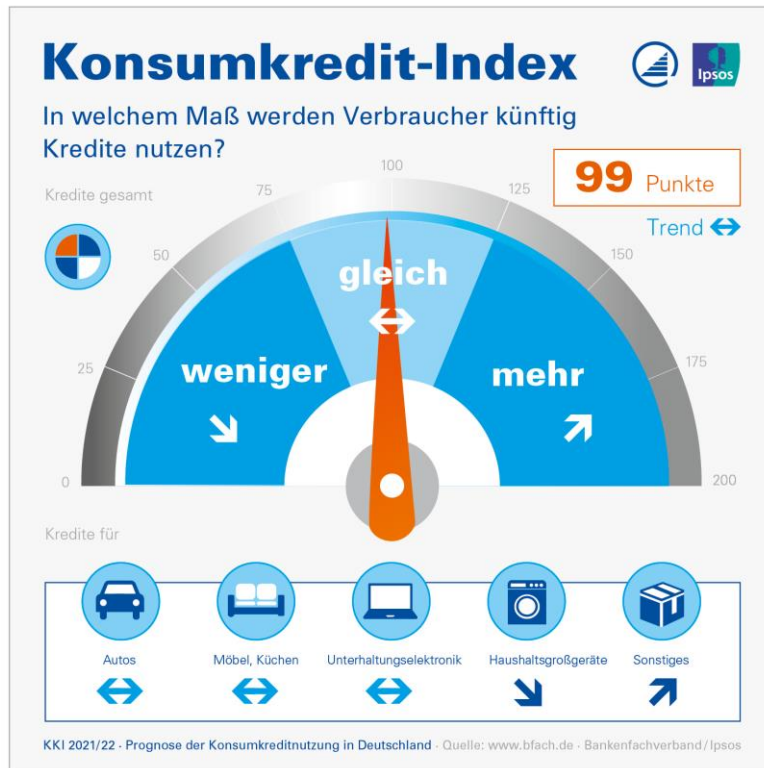 Konsumkredit-Index
Ipsos
In welchem Maß werden Verbraucher künftig
Kredite nutzen?
Kredite gesamt
99 Punkte
Trend
0
25
50
75
100
125
150
175
200
weniger
gleich
mehr
Kredite für
Autos
Möbel, Küchen
Unterhaltungselektronik
Haushaltsgroßgeräte
Sonstiges
KKI 2021/22 · Prognose der Konsumkreditnutzung in Deutschland · Quelle: www.bfach.de · Bankenfachverband/Ipsos